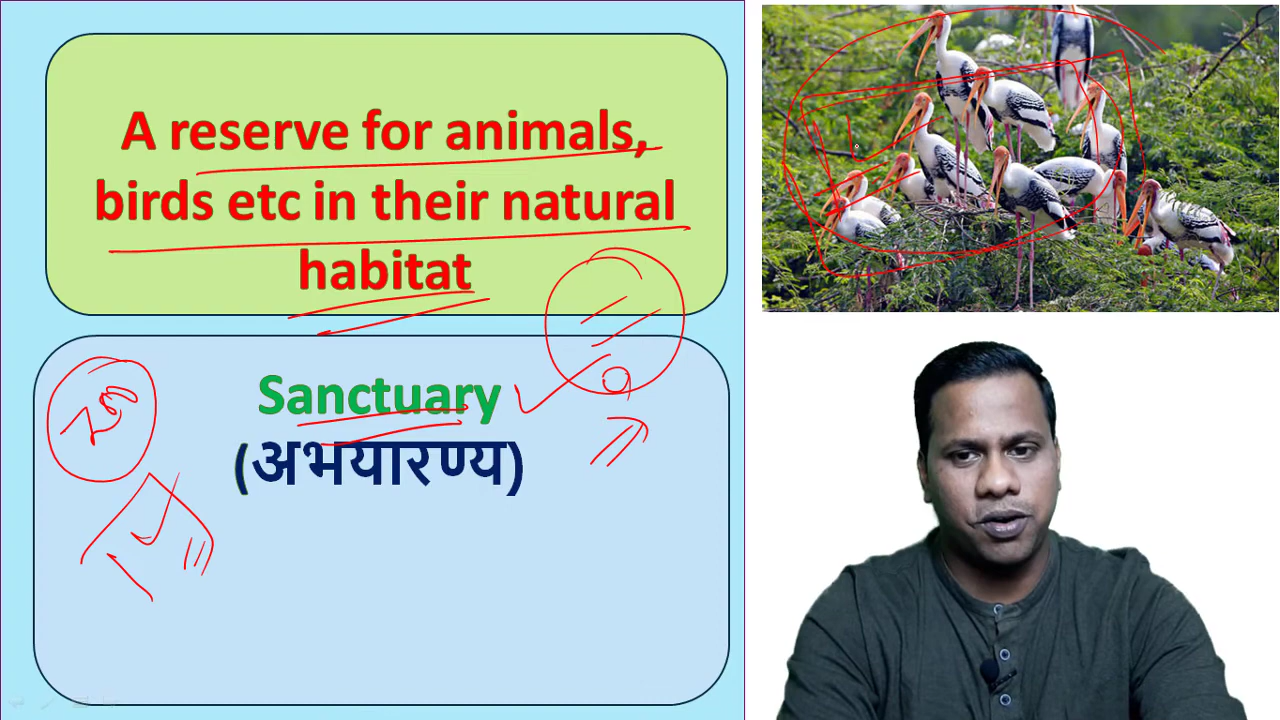 A reserve for animals,
birds etc in their natural
habitat
Sanctuary
(अभयारण्य)